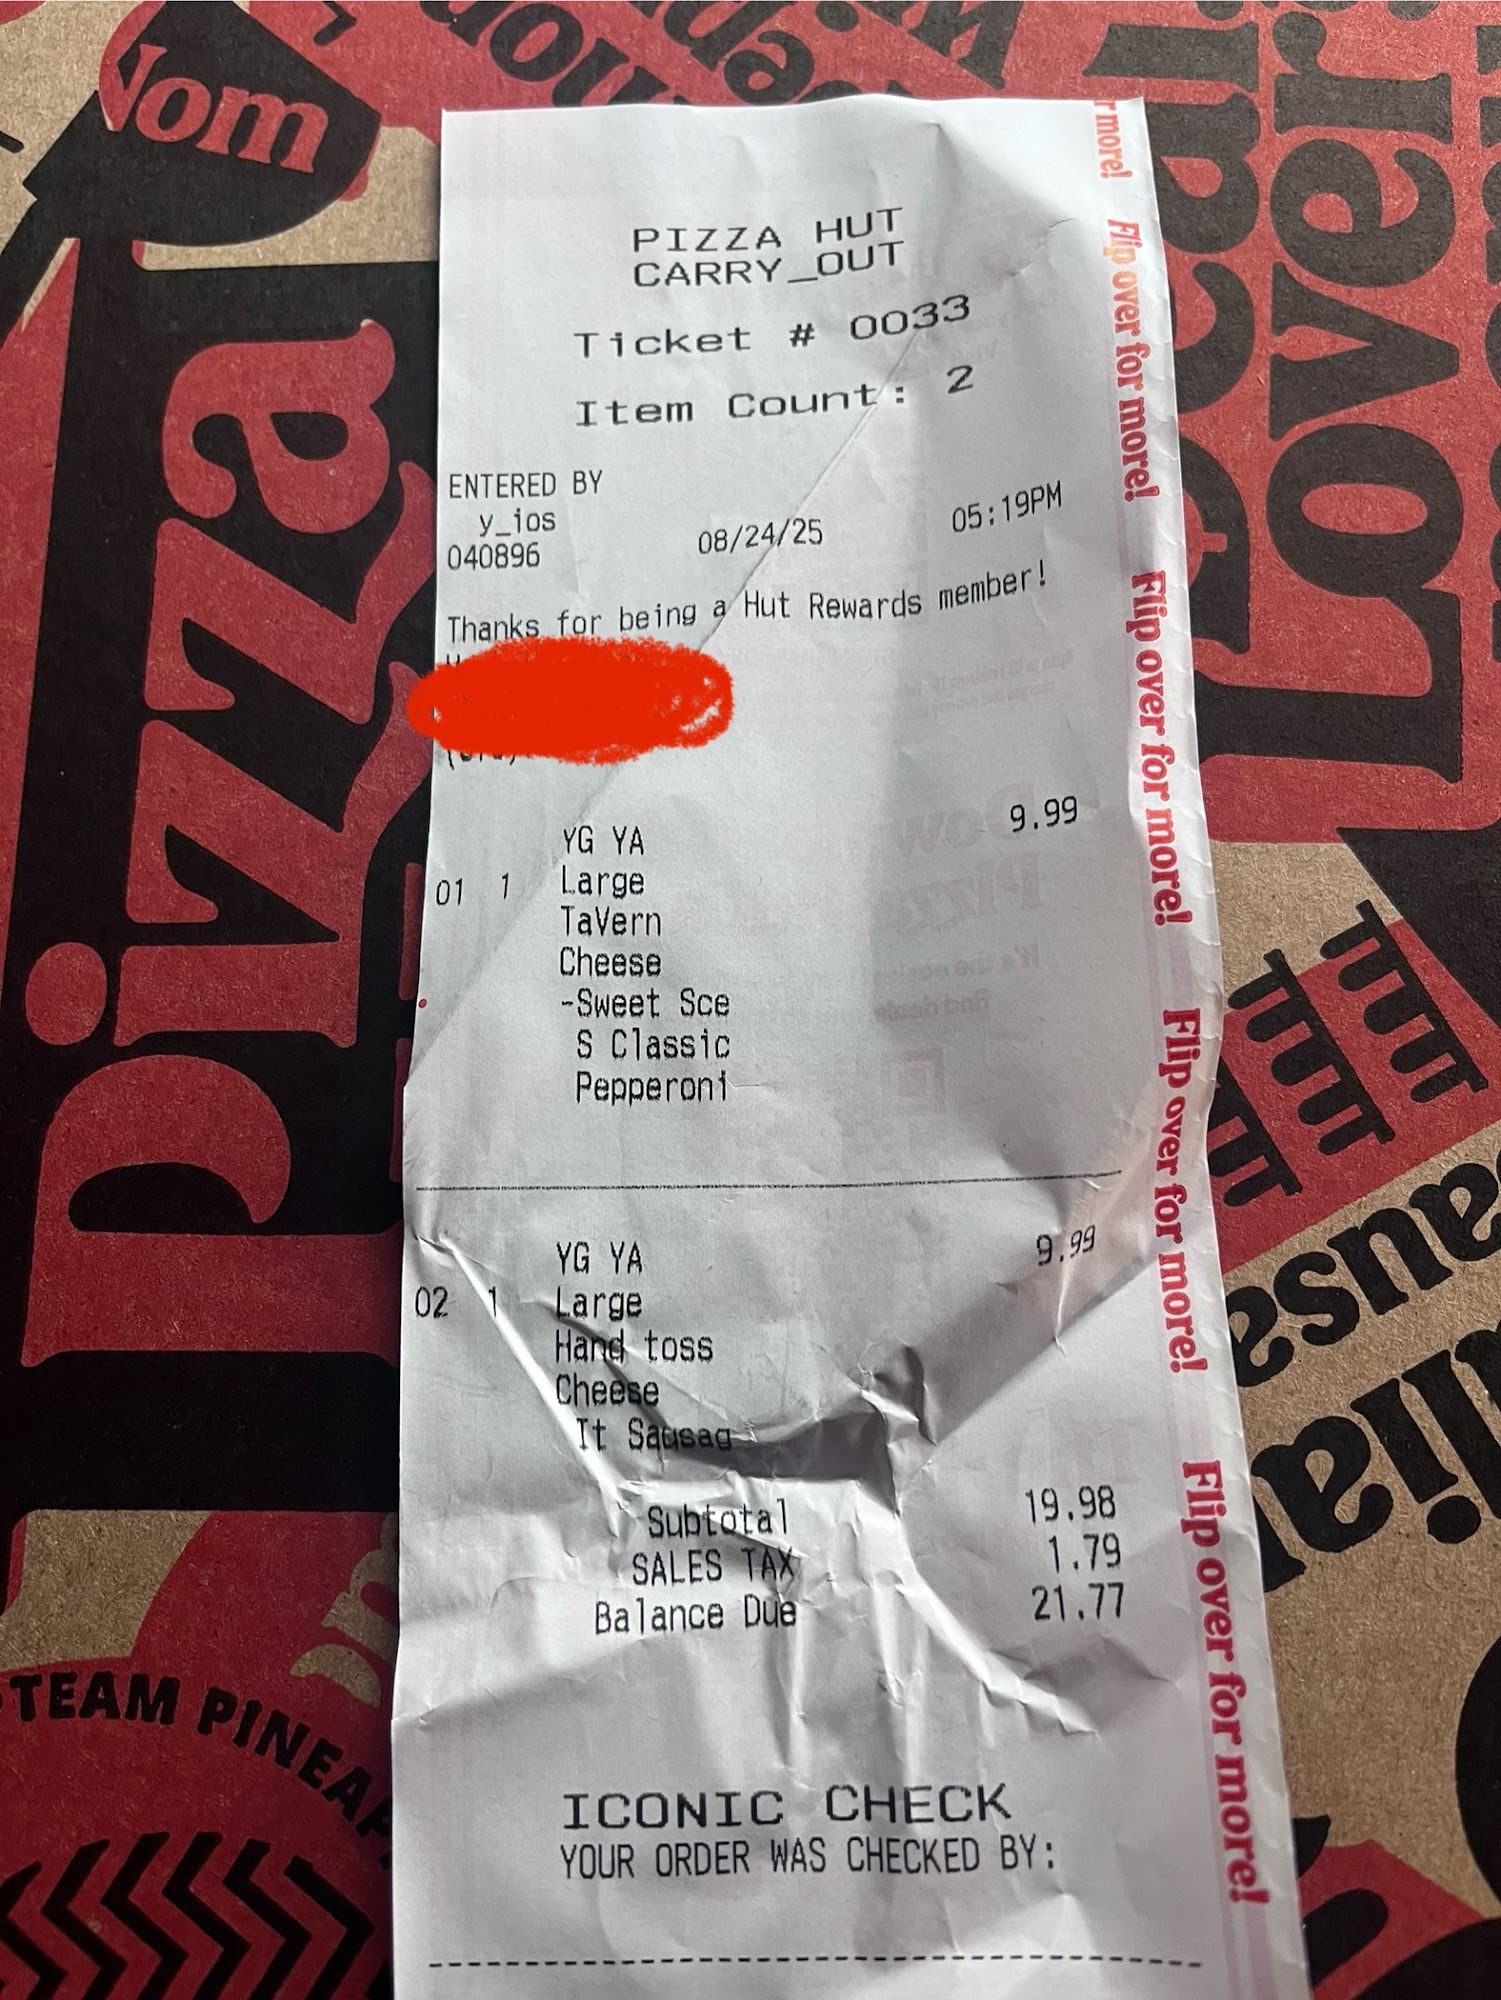 Nom
Pizza
Lover
TEAM PINEAP
PIZZA HUT
CARRY_OUT
Ticket # 0033
Item Count: 2
ENTERED BY
y_ios
040896 08/24/25 05:19PM
Thanks for being a Hut Rewards member!
YG YA 9.99
01 1 Large
TaVern
Cheese
-Sweet Sce
S Classic
Pepperoni
YG YA 9.99
02 1 Large
Hand toss
Cheese
It Sausag
Subtotal 19.98
SALES TAX 1.79
Balance Due 21.77
ICONIC CHECK
YOUR ORDER WAS CHECKED BY:
r more!
Flip over for more!
Flip over for more!
Flip over for more!
Flip over for more!